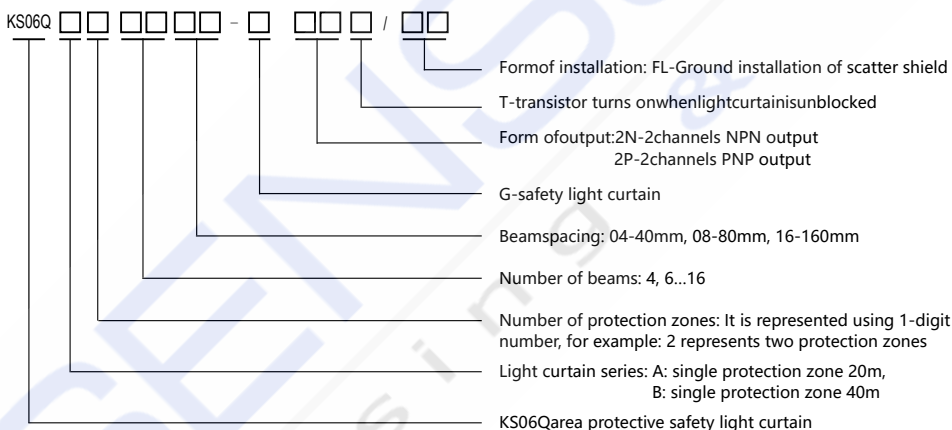 KS06Q □□ □□□□ - □ □□ □ / □□
Formof installation: FL-Ground installation of scatter shield
T-transistor turns onwhenlightcurtainisunblocked
Form ofoutput:2N-2channels NPN output
2P-2channels PNP output
G-safety light curtain
Beamspacing: 04-40mm, 08-80mm, 16-160mm
Number of beams: 4, 6...16
Number of protection zones: It is represented using 1-digit
number, for example: 2 represents two protection zones
Light curtain series: A: single protection zone 20m,
B: single protection zone 40m
KS06Qarea protective safety light curtain
SENS
&
sing